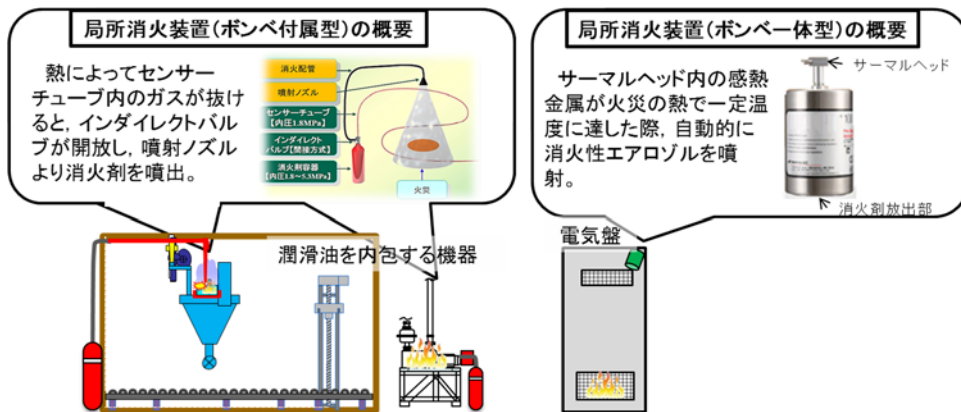 局所消火装置(ボンベ付属型)の概要
熱によってセンサー
チューブ内のガスが抜け
ると，インダイレクトバル
ブが開放し，噴射ノズル
より消火剤を噴出。
消火配管
噴射ノズル
センサーチューブ
【内圧1.8MPa】
インダイレクト
バルブ【間接方式】
消火剤容器
【内圧1.8～5.3MPa】
火災
潤滑油を内包する機器
局所消火装置(ボンベ一体型)の概要
サーマルヘッド内の感熱
金属が火災の熱で一定温
度に達した際，自動的に
消火性エアロゾルを噴
射。
サーマルヘッド
消火剤放出部
電気盤